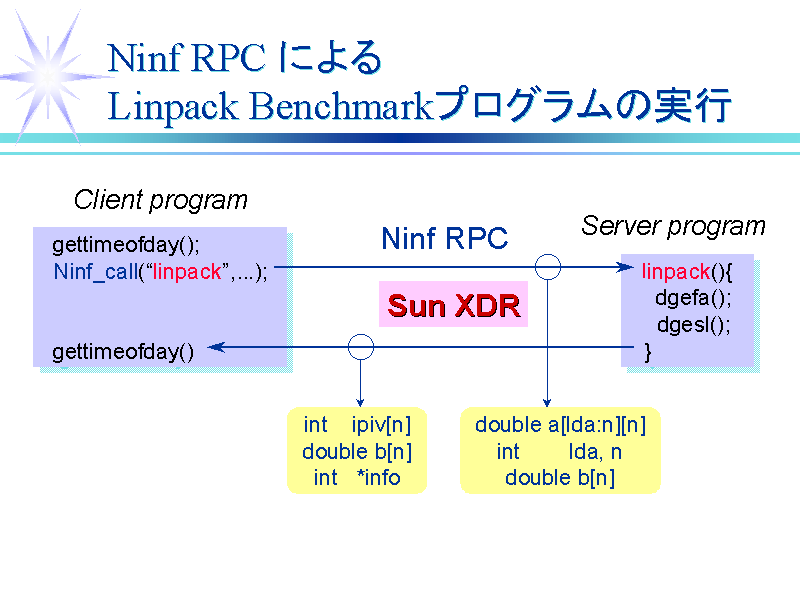 Ninf RPC による
Linpack Benchmarkプログラムの実行
Client program
gettimeofday();
Ninf_call(“linpack”,...);
gettimeofday()
Ninf RPC
Sun XDR
Server program
linpack(){
dgefa();
dgesl();
}
int ipiv[n]
double b[n]
int *info
double a[lda:n][n]
int lda, n
double b[n]